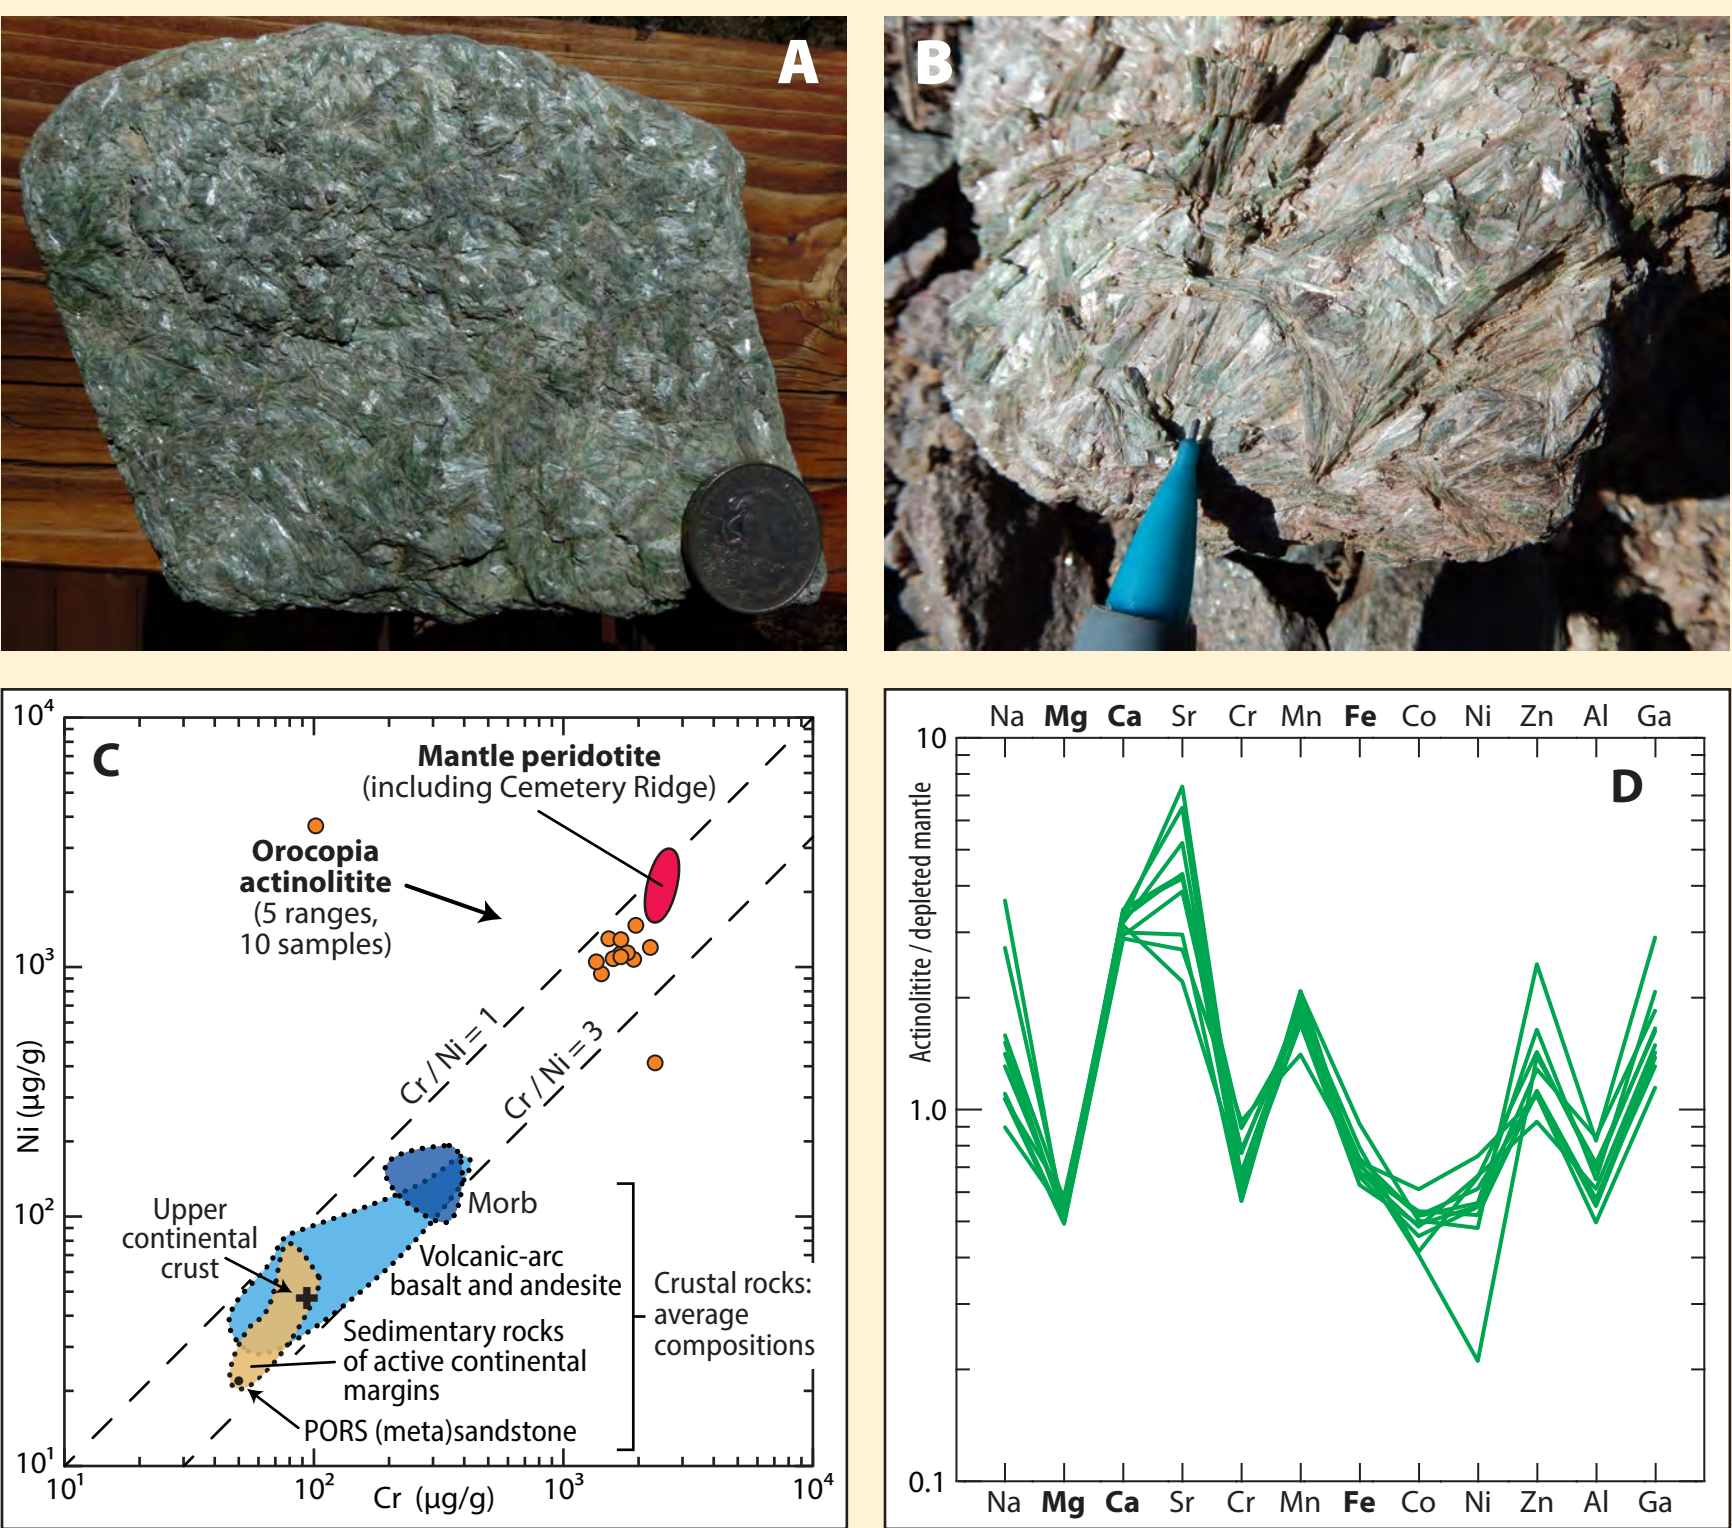 A
B
C
10⁴
10³
10²
10¹
Ni (µg/g)
Mantle peridotite
(including Cemetery Ridge)
Orocopia
actinolitite
(5 ranges,
10 samples)
Cr / Ni = 1
Cr / Ni = 3
Morb
Upper
continental
crust
Volcanic-arc
basalt and andesite
Sedimentary rocks
of active continental
margins
PORS (meta)sandstone
Crustal rocks:
average
compositions
10¹ 10² 10³ 10⁴
Cr (µg/g)
Na Mg Ca Sr Cr Mn Fe Co Ni Zn Al Ga
D
10
1.0
0.1
Actinolitite / depleted mantle
Na Mg Ca Sr Cr Mn Fe Co Ni Zn Al Ga